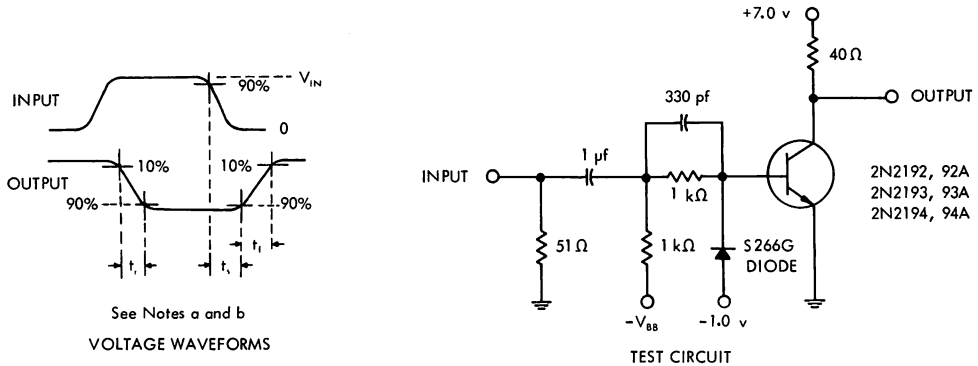 INPUT
90%
V_IN
0
OUTPUT
10%
10%
90%
90%
t_r
t_s
t_f
See Notes a and b
VOLTAGE WAVEFORMS
+7.0 v
40Ω
OUTPUT
330 pf
1 μf
INPUT
1 kΩ
2N2192, 92A
2N2193, 93A
2N2194, 94A
51Ω
1 kΩ
S266G
DIODE
-V_BB
-1.0 v
TEST CIRCUIT